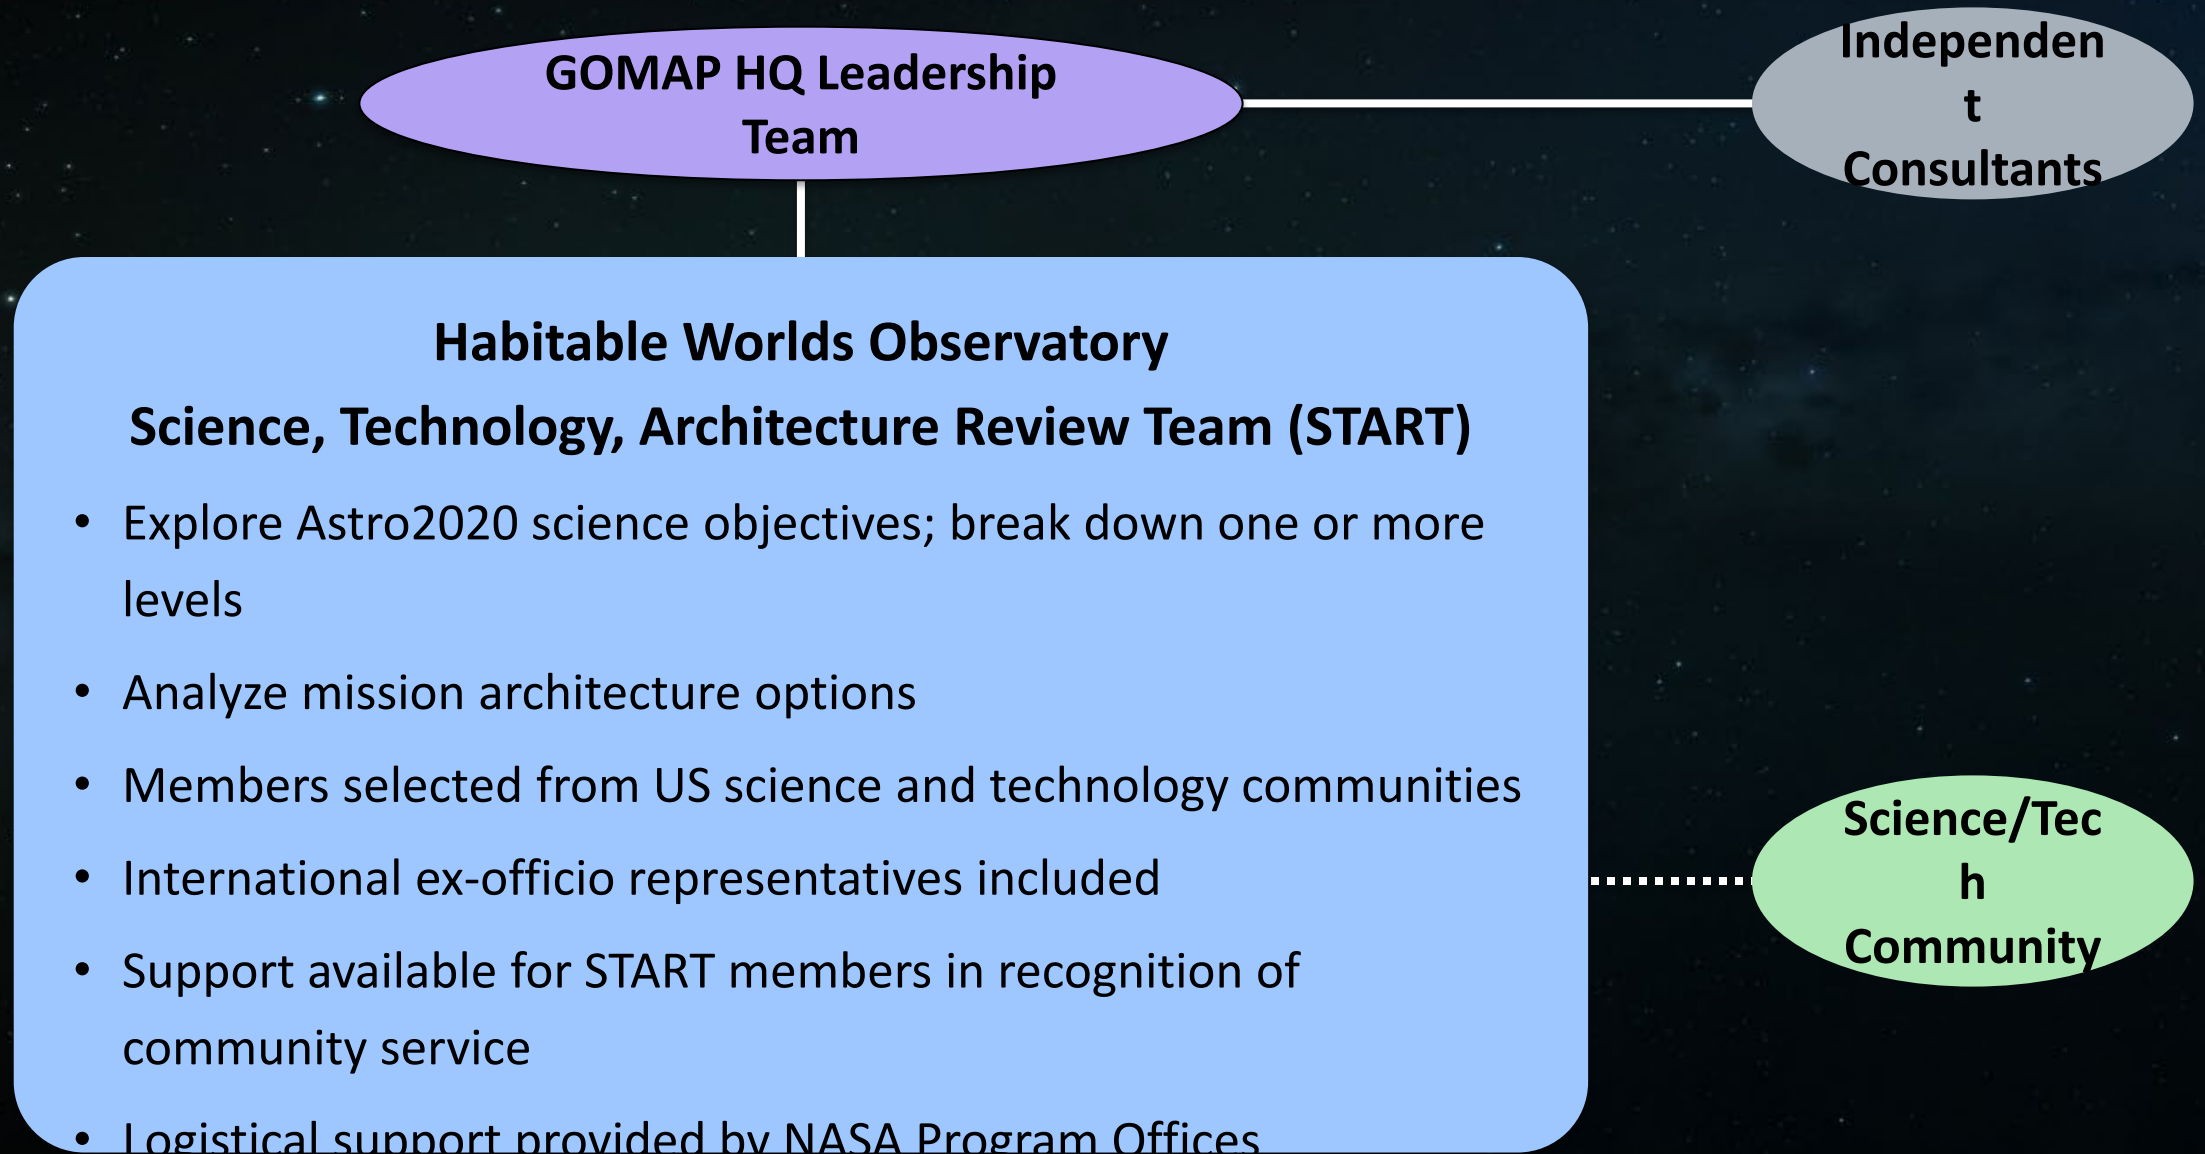 GOMAP HQ Leadership
Team
Independen
t
Consultants
Habitable Worlds Observatory
Science, Technology, Architecture Review Team (START)
• Explore Astro2020 science objectives; break down one or more
levels
• Analyze mission architecture options
• Members selected from US science and technology communities
• International ex-officio representatives included
• Support available for START members in recognition of
community service
• Logistical support provided by NASA Program Offices
Science/Tec
h
Community